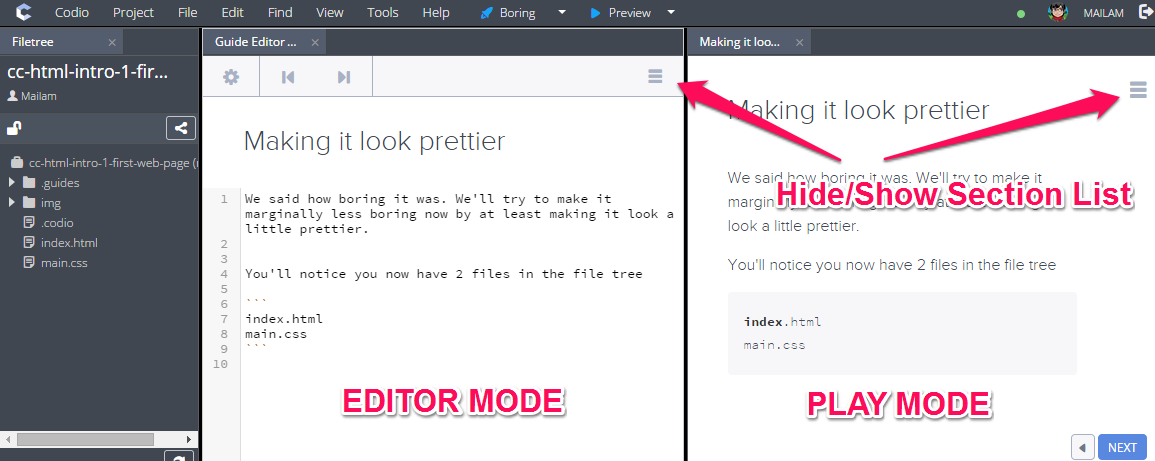 Codio Project File Edit Find View Tools Help Boring Preview MAILAM
Filetree
cc-html-intro-1-fir...
Mailam
cc-html-intro-1-first-web-page (
.guides
img
.codio
index.html
main.css
Guide Editor ...
Making it look prettier
1 We said how boring it was. We'll try to make it
marginally less boring now by at least making it look a
little prettier.
2
3
4 You'll notice you now have 2 files in the file tree
5
6 ```
7 index.html
8 main.css
9 ```
10
EDITOR MODE
Making it loo...
Making it look prettier
Hide/Show Section List
We said how boring it was. We'll try to make it
look a little prettier.
You'll notice you now have 2 files in the file tree
index.html
main.css
PLAY MODE
NEXT